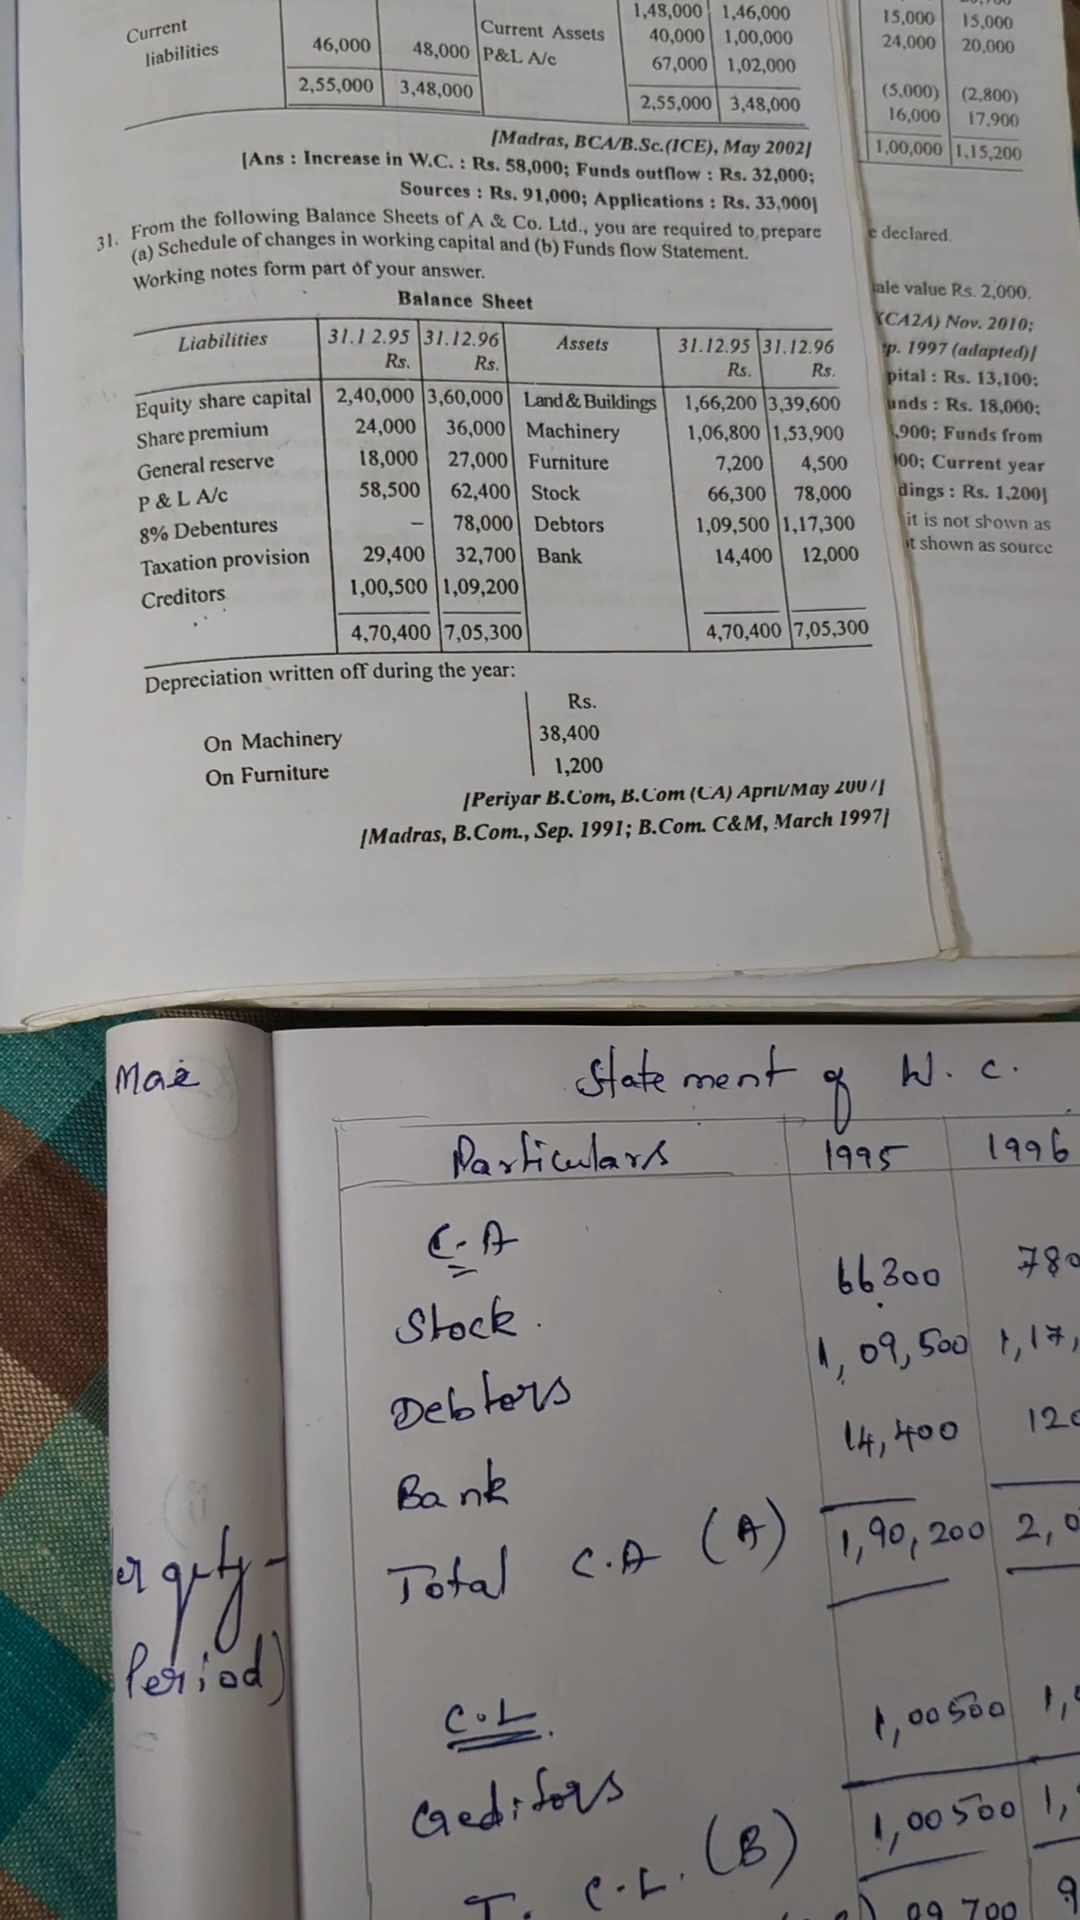 Current liabilities 46,000 48,000 Current Assets 40,000 1,00,000
1,48,000 1,46,000
P&L A/c 67,000 1,02,000
2,55,000 3,48,000 2,55,000 3,48,000
[Madras, BCA/B.Sc.(ICE), May 2002]
[Ans : Increase in W.C. : Rs. 58,000; Funds outflow : Rs. 32,000;
Sources : Rs. 91,000; Applications : Rs. 33,000]
31. From the following Balance Sheets of A & Co. Ltd., you are required to prepare
(a) Schedule of changes in working capital and (b) Funds flow Statement.
Working notes form part of your answer.
Balance Sheet
Liabilities 31.12.95 31.12.96 Assets 31.12.95 31.12.96
Rs. Rs. Rs. Rs.
Equity share capital 2,40,000 3,60,000 Land & Buildings 1,66,200 3,39,600
Share premium 24,000 36,000 Machinery 1,06,800 1,53,900
General reserve 18,000 27,000 Furniture 7,200 4,500
P & L A/c 58,500 62,400 Stock 66,300 78,000
8% Debentures – 78,000 Debtors 1,09,500 1,17,300
Taxation provision 29,400 32,700 Bank 14,400 12,000
Creditors 1,00,500 1,09,200
4,70,400 7,05,300 4,70,400 7,05,300
Depreciation written off during the year:
Rs.
On Machinery 38,400
On Furniture 1,200
[Periyar B.Com, B.Com (CA) April/May 2007]
[Madras, B.Com., Sep. 1991; B.Com. C&M, March 1997]
15,000 15,000
24,000 20,000
(5,000) (2,800)
16,000 17,900
1,00,000 1,15,200
e declared.
ale value Rs. 2,000.
(CA2A) Nov. 2010;
p. 1997 (adapted)]
pital : Rs. 13,100;
unds : Rs. 18,000;
,900; Funds from
00; Current year
dings : Rs. 1,200]
it is not shown as
t shown as source
Statement of W. C.
Particulars 1995 1996
C.A
Stock. 66300 780
Debtors 1,09,500 1,17,
Bank 14,400 120
Total C.A (A) 1,90,200 2,0
C.L.
Creditors 1,00500 1,
T. C.L. (B) 1,00500 1,
700 9
er qity -
Period)